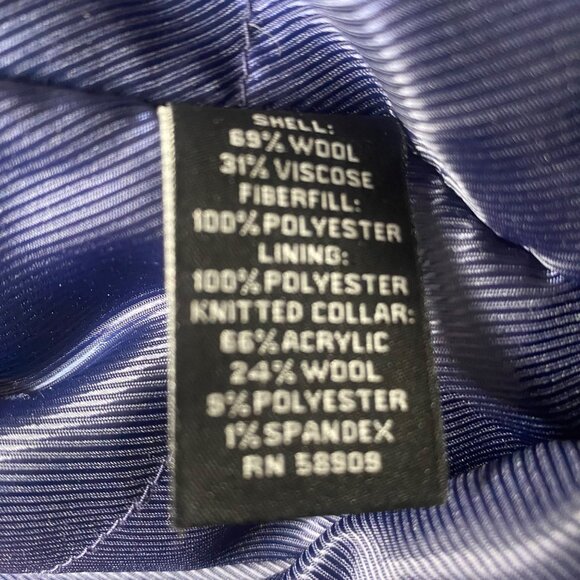 SHELL:
69% WOOL
31% VISCOSE
FIBERFILL:
100% POLYESTER
LINING:
100% POLYESTER
KNITTED COLLAR:
66% ACRYLIC
24% WOOL
9% POLYESTER
1% SPANDEX
RN 58909